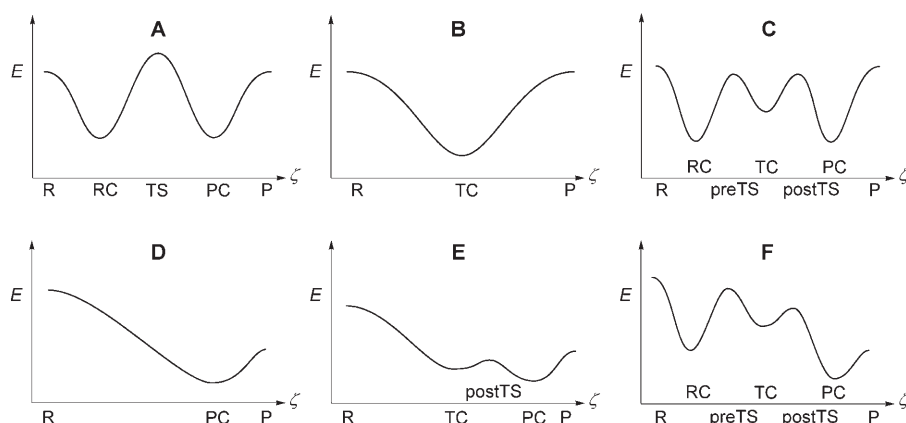 A B C
E E E
RC TC PC
R RC TS PC P ζ R TC P ζ R preTS postTS P ζ
D E F
E E E
postTS RC TC PC
R PC P ζ R TC PC P ζ R preTS postTS P ζ